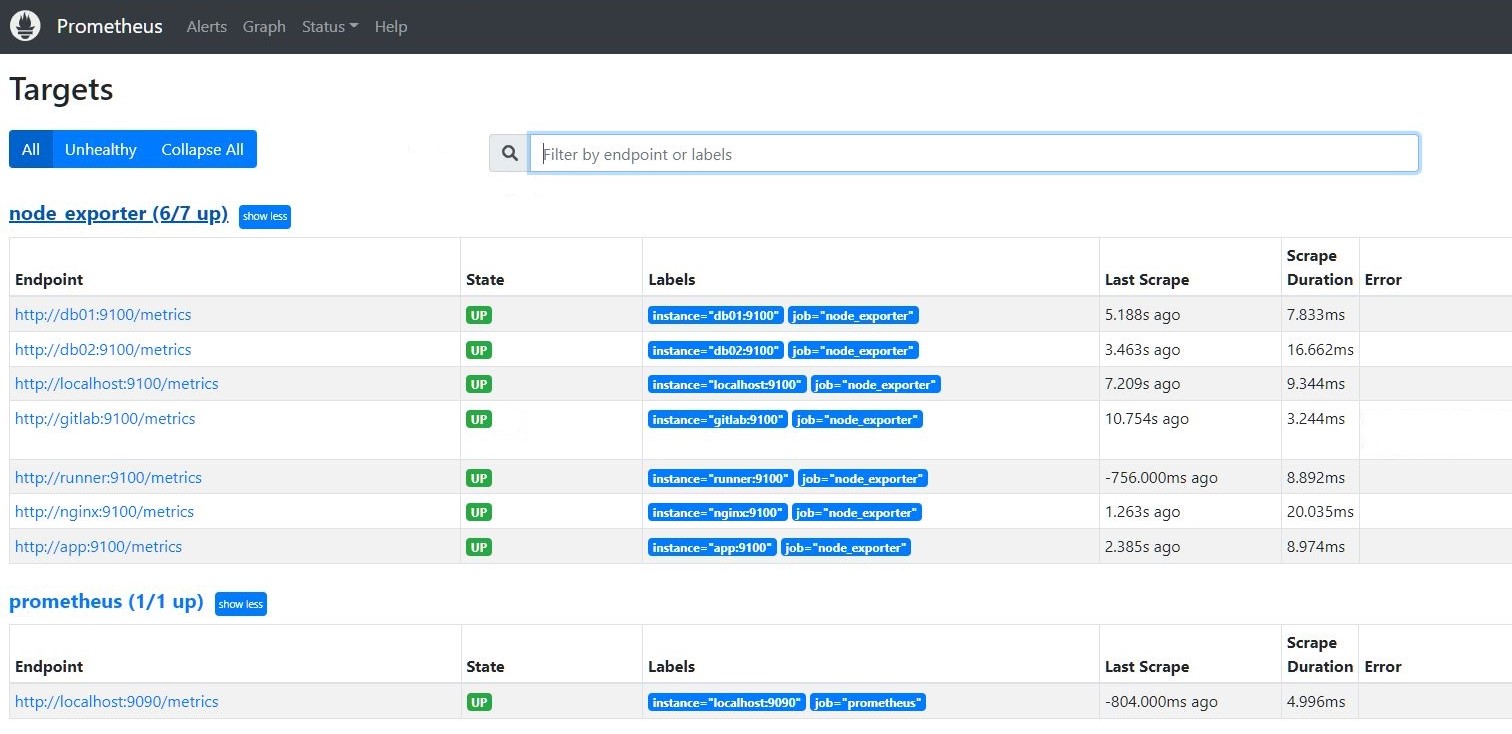 Prometheus Alerts Graph Status Help
Targets
All Unhealthy Collapse All Filter by endpoint or labels
node_exporter (6/7 up) show less
Endpoint State Labels Last Scrape Scrape Duration Error
http://db01:9100/metrics UP instance="db01:9100" job="node_exporter" 5.188s ago 7.833ms
http://db02:9100/metrics UP instance="db02:9100" job="node_exporter" 3.463s ago 16.662ms
http://localhost:9100/metrics UP instance="localhost:9100" job="node_exporter" 7.209s ago 9.344ms
http://gitlab:9100/metrics UP instance="gitlab:9100" job="node_exporter" 10.754s ago 3.244ms
http://runner:9100/metrics UP instance="runner:9100" job="node_exporter" -756.000ms ago 8.892ms
http://nginx:9100/metrics UP instance="nginx:9100" job="node_exporter" 1.263s ago 20.035ms
http://app:9100/metrics UP instance="app:9100" job="node_exporter" 2.385s ago 8.974ms
prometheus (1/1 up) show less
Endpoint State Labels Last Scrape Scrape Duration Error
http://localhost:9090/metrics UP instance="localhost:9090" job="prometheus" -804.000ms ago 4.996ms